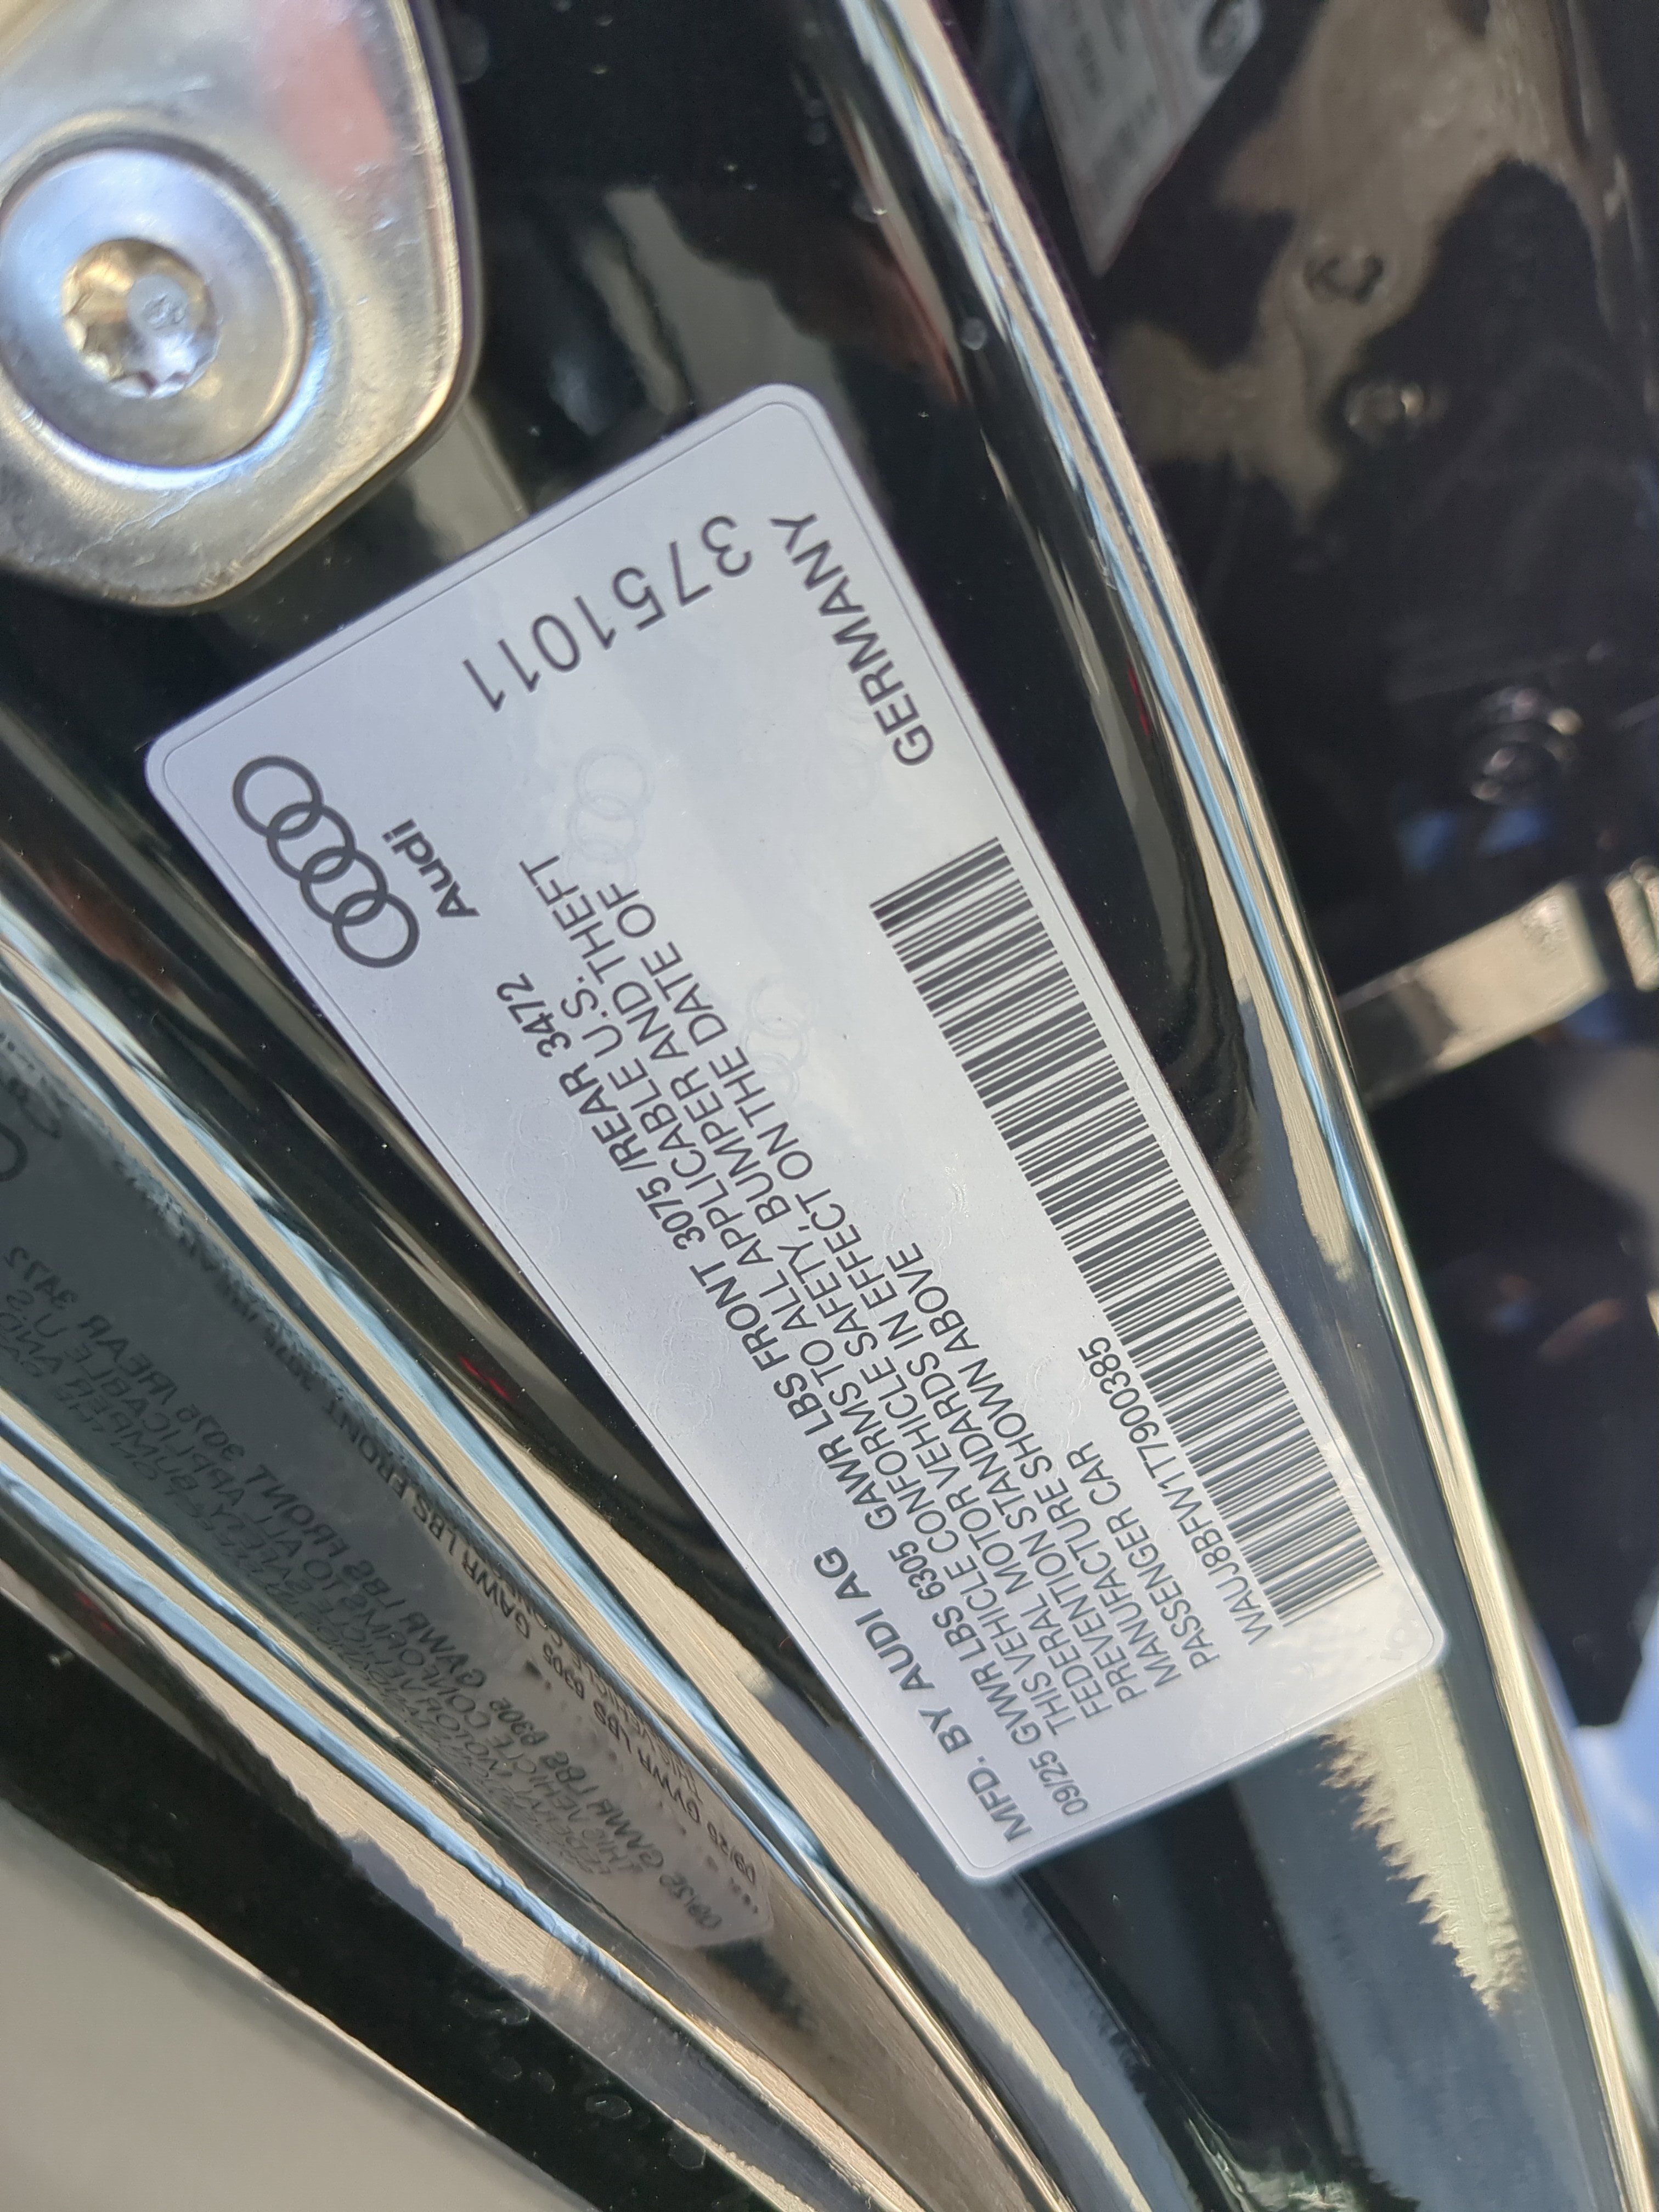 MFD. BY AUDI AG
Audi
09/25 GVWR LBS 6305 GAWR LBS FRONT 3075/REAR 3472
THIS VEHICLE CONFORMS TO ALL APPLICABLE U.S.
FEDERAL MOTOR VEHICLE SAFETY, BUMPER AND THEFT
PREVENTION STANDARDS IN EFFECT ON THE DATE OF
MANUFACTURE SHOWN ABOVE
PASSENGER CAR
WAUJ8BFW1T7900385
GERMANY
3751011